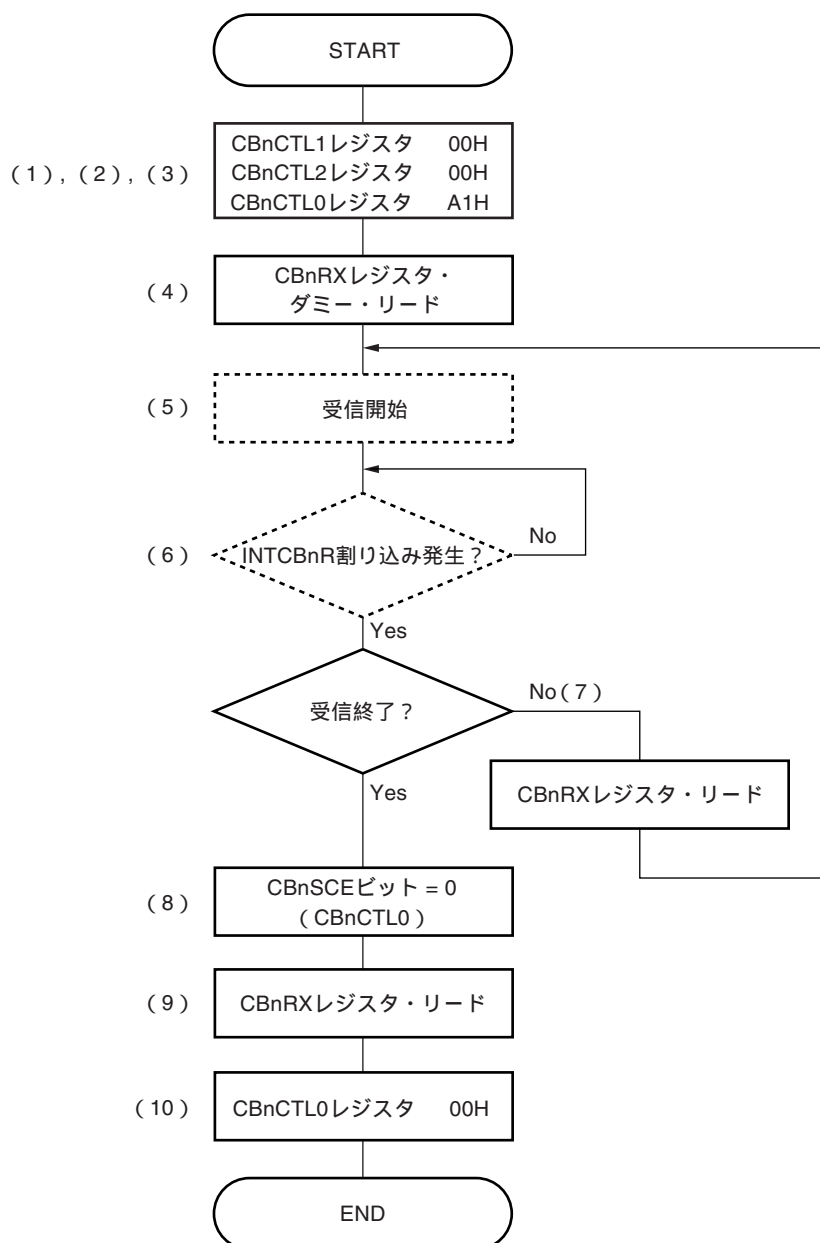 START
(1), (2), (3)
CBnCTL1レジスタ 00H
CBnCTL2レジスタ 00H
CBnCTL0レジスタ A1H
(4)
CBnRXレジスタ・
ダミー・リード
(5)
受信開始
(6)
INTCBnR割り込み発生？
No
Yes
受信終了？
No(7)
CBnRXレジスタ・リード
Yes
(8)
CBnSCEビット = 0
(CBnCTL0)
(9)
CBnRXレジスタ・リード
(10)
CBnCTL0レジスタ 00H
END